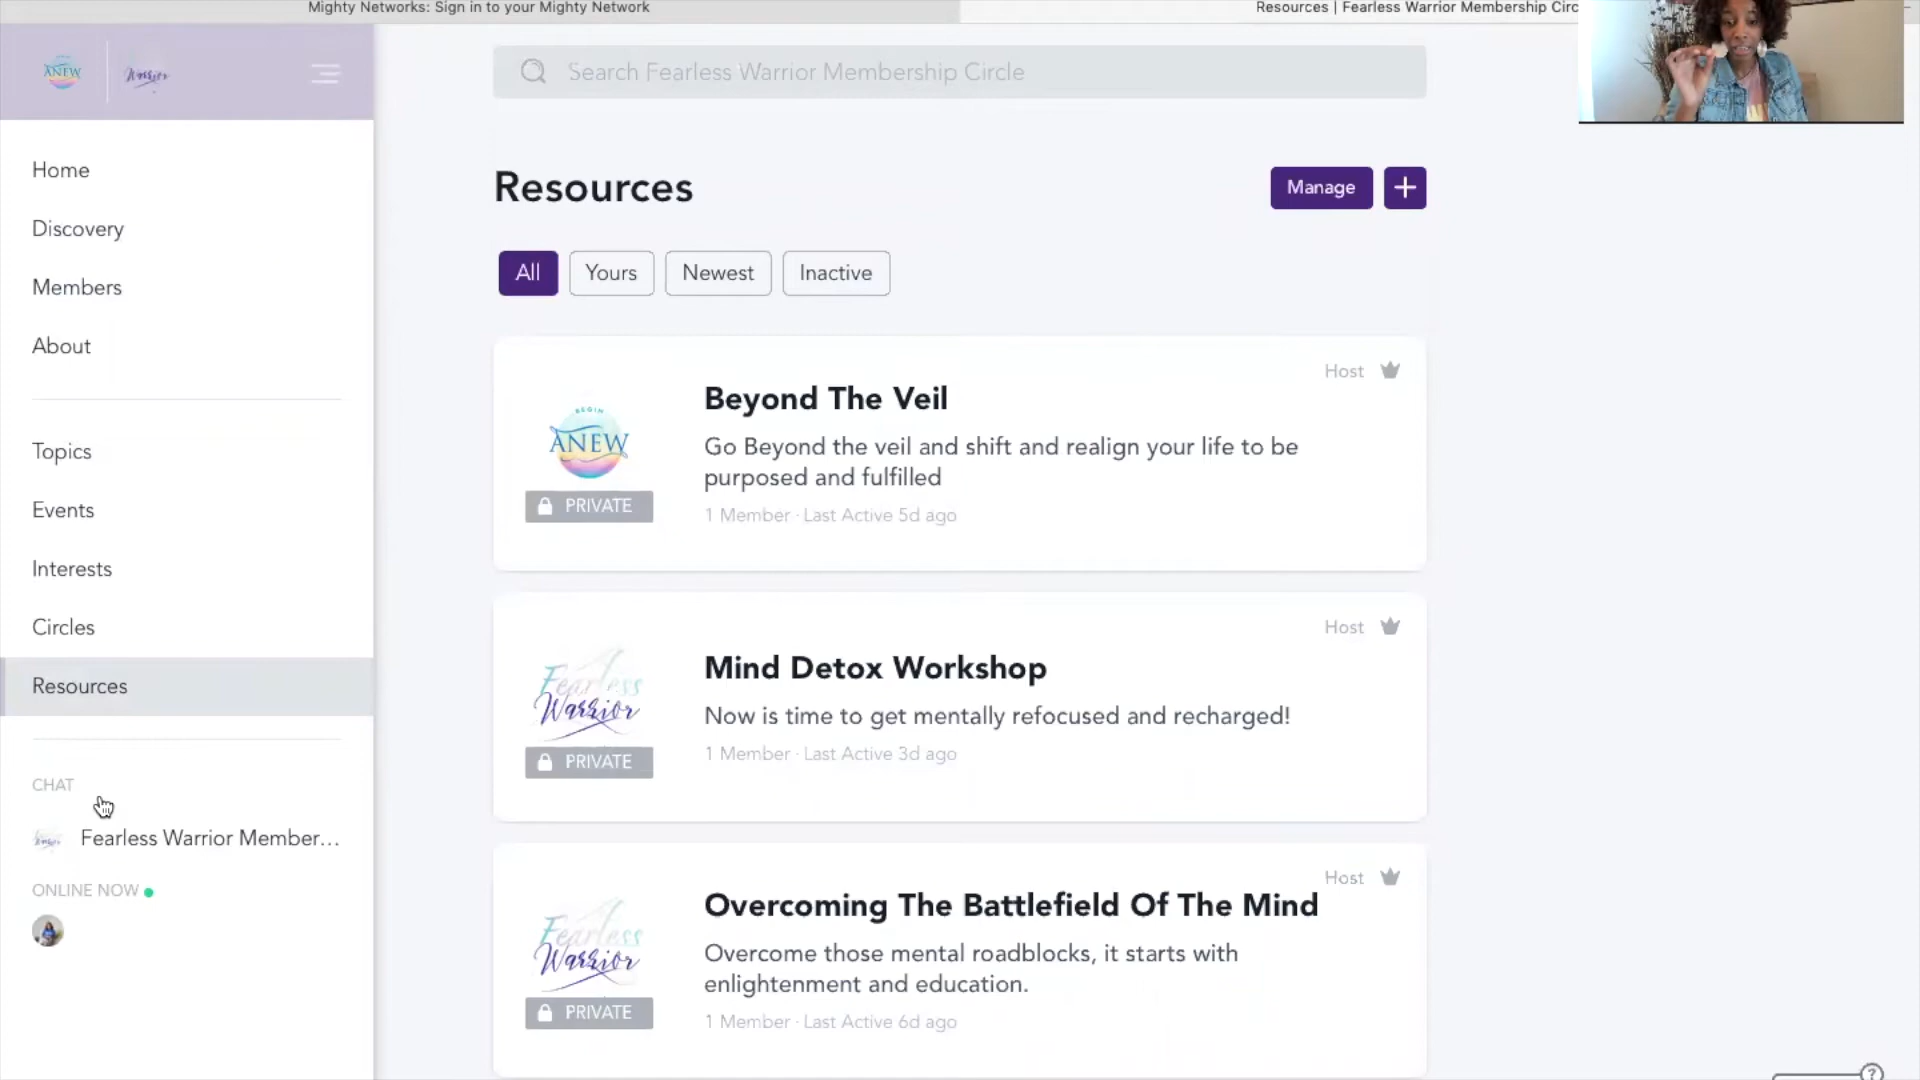 Mighty Networks: Sign in to your Mighty Network
Resources | Fearless Warrior Membership Circ
ANEW
Warrior
Search Fearless Warrior Membership Circle
Home
Discovery
Members
About
Topics
Events
Interests
Circles
Resources
CHAT
Fearless Warrior Member...
ONLINE NOW
Resources
Manage
+
All
Yours
Newest
Inactive
Host
BEGIN
ANEW
PRIVATE
Beyond The Veil
Go Beyond the veil and shift and realign your life to be
purposed and fulfilled
1 Member · Last Active 5d ago
Host
A
Fearless
Warrior
PRIVATE
Mind Detox Workshop
Now is time to get mentally refocused and recharged!
1 Member · Last Active 3d ago
Host
A
Fearless
Warrior
PRIVATE
Overcoming The Battlefield Of The Mind
Overcome those mental roadblocks, it starts with
enlightenment and education.
1 Member · Last Active 6d ago
?